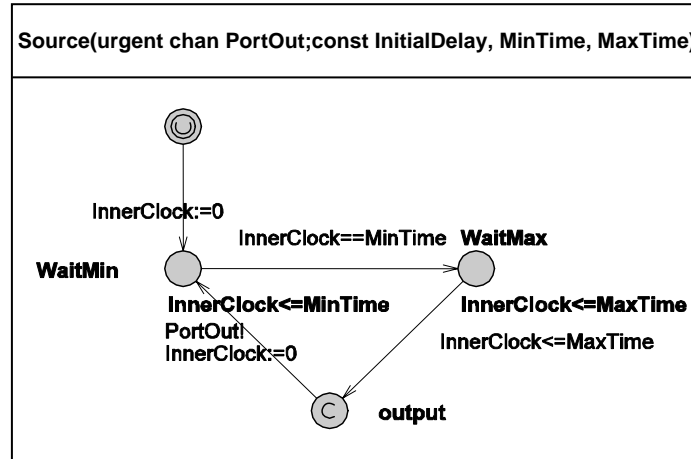 Source(urgent chan PortOut;const InitialDelay, MinTime, MaxTime)
U
InnerClock:=0
InnerClock==MinTime WaitMax
WaitMin
InnerClock<=MinTime InnerClock<=MaxTime
PortOut!
InnerClock<=MaxTime
InnerClock:=0
C output